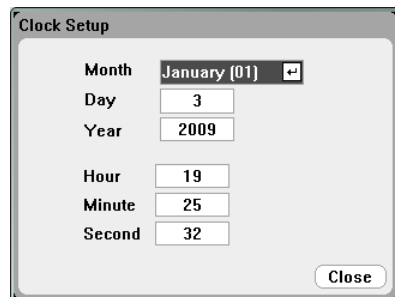 Clock Setup
Month January (01)
Day 3
Year 2009
Hour 19
Minute 25
Second 32
Close